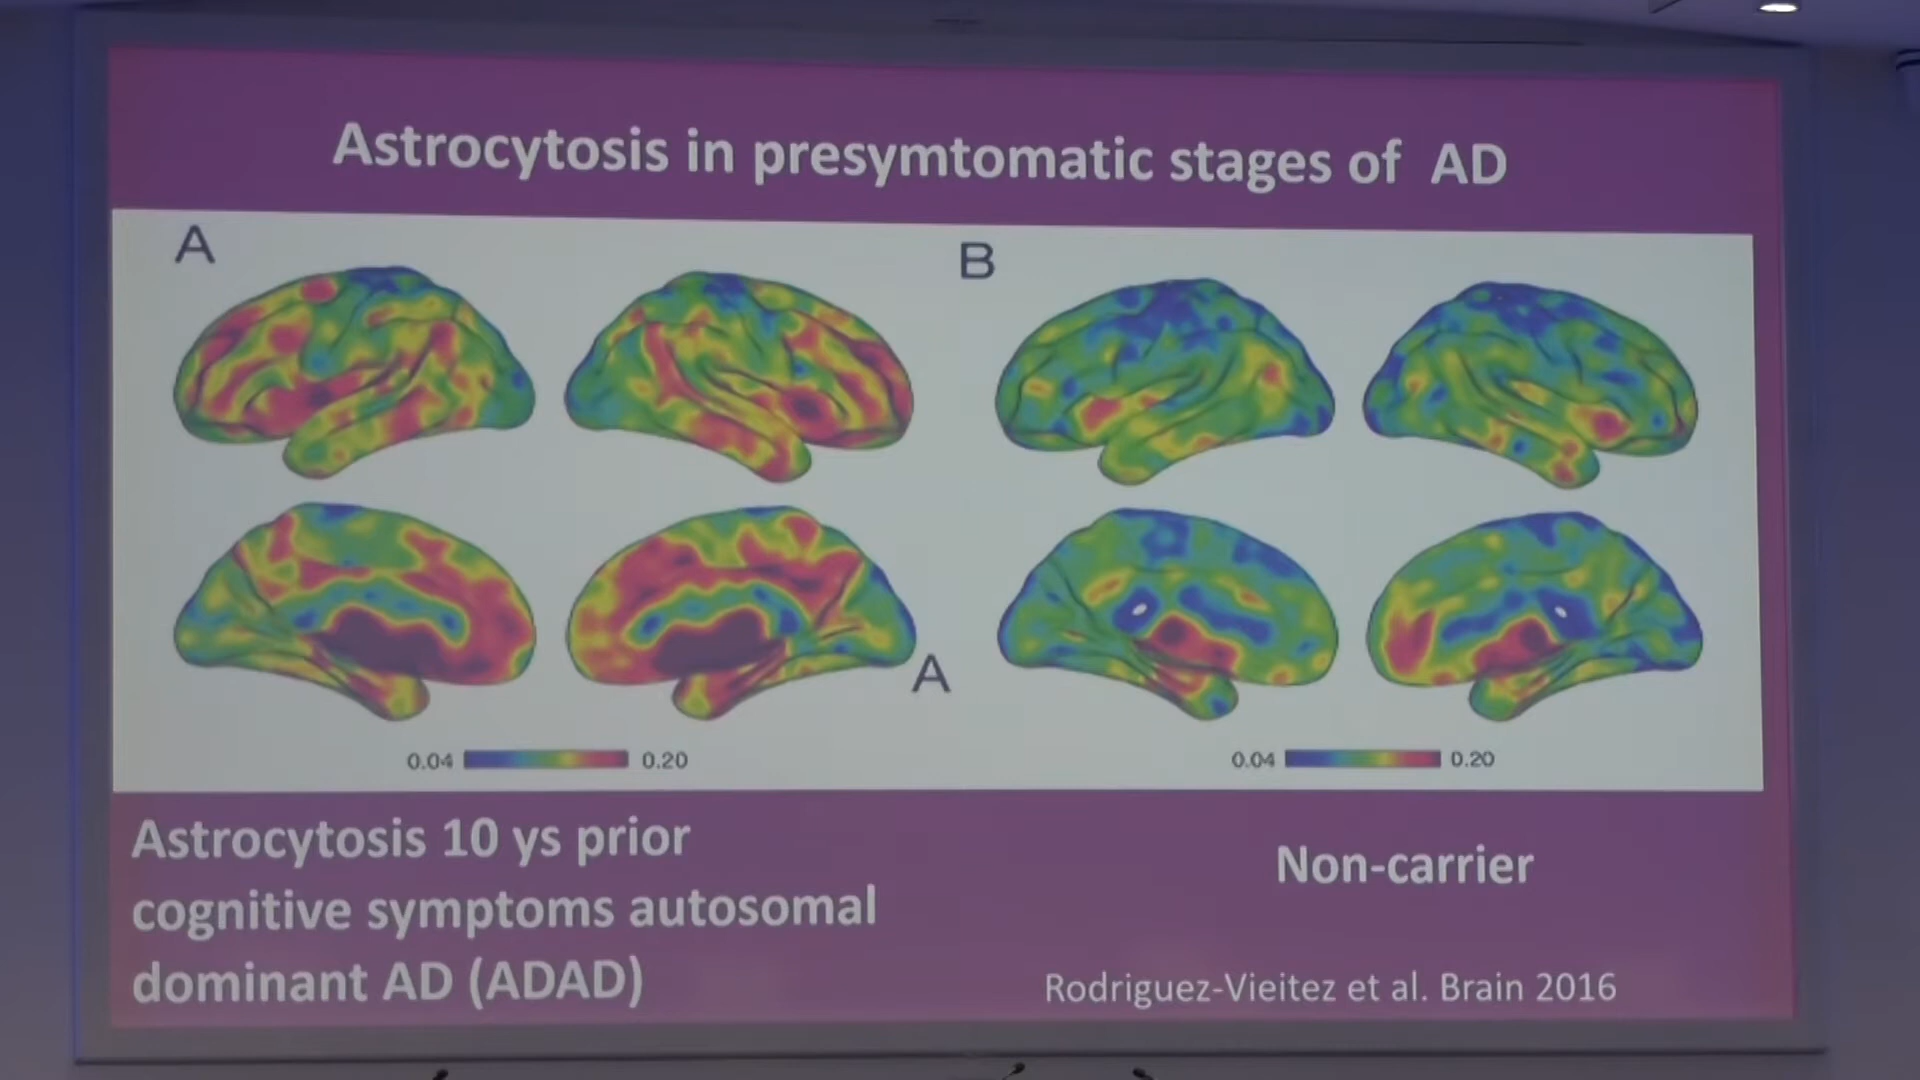 Astrocytosis in presymtomatic stages of AD
A
B
A
0.04
0.20
0.04
0.20
Astrocytosis 10 ys prior
cognitive symptoms autosomal
dominant AD (ADAD)
Non-carrier
Rodriguez-Vieitez et al. Brain 2016